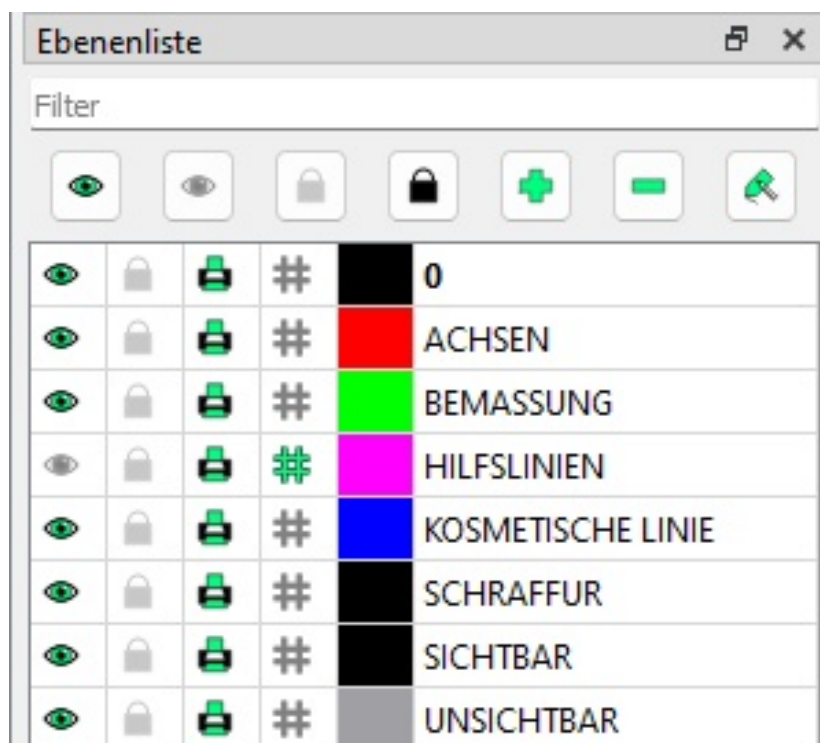 Ebenenliste
Filter
0
ACHSEN
BEMASSUNG
HILFSLINIEN
KOSMETISCHE LINIE
SCHRAFFUR
SICHTBAR
UNSICHTBAR